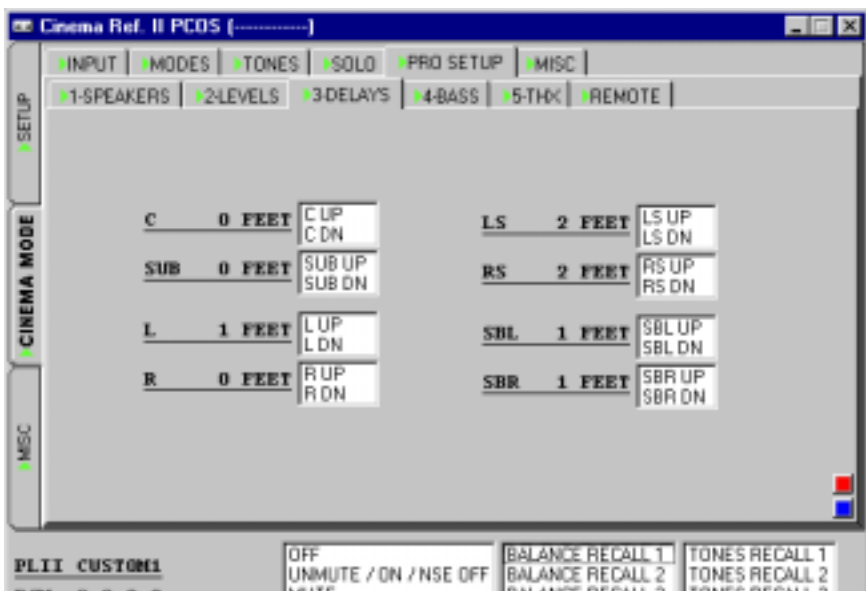 Cinema Ref. II PCOS (------------)
INPUT MODES TONES SOLO PRO SETUP MISC
1-SPEAKERS 2-LEVELS 3-DELAYS 4-BASS 5-THX REMOTE
SETUP
CINEMA MODE
MISC
C 0 FEET C UP
C DN
SUB 0 FEET SUB UP
SUB DN
L 1 FEET L UP
L DN
R 0 FEET R UP
R DN
LS 2 FEET LS UP
LS DN
RS 2 FEET RS UP
RS DN
SBL 1 FEET SBL UP
SBL DN
SBR 1 FEET SBR UP
SBR DN
PLII CUSTOM1
OFF
UNMUTE / ON / NSE OFF
BALANCE RECALL 1
BALANCE RECALL 2
TONES RECALL 1
TONES RECALL 2